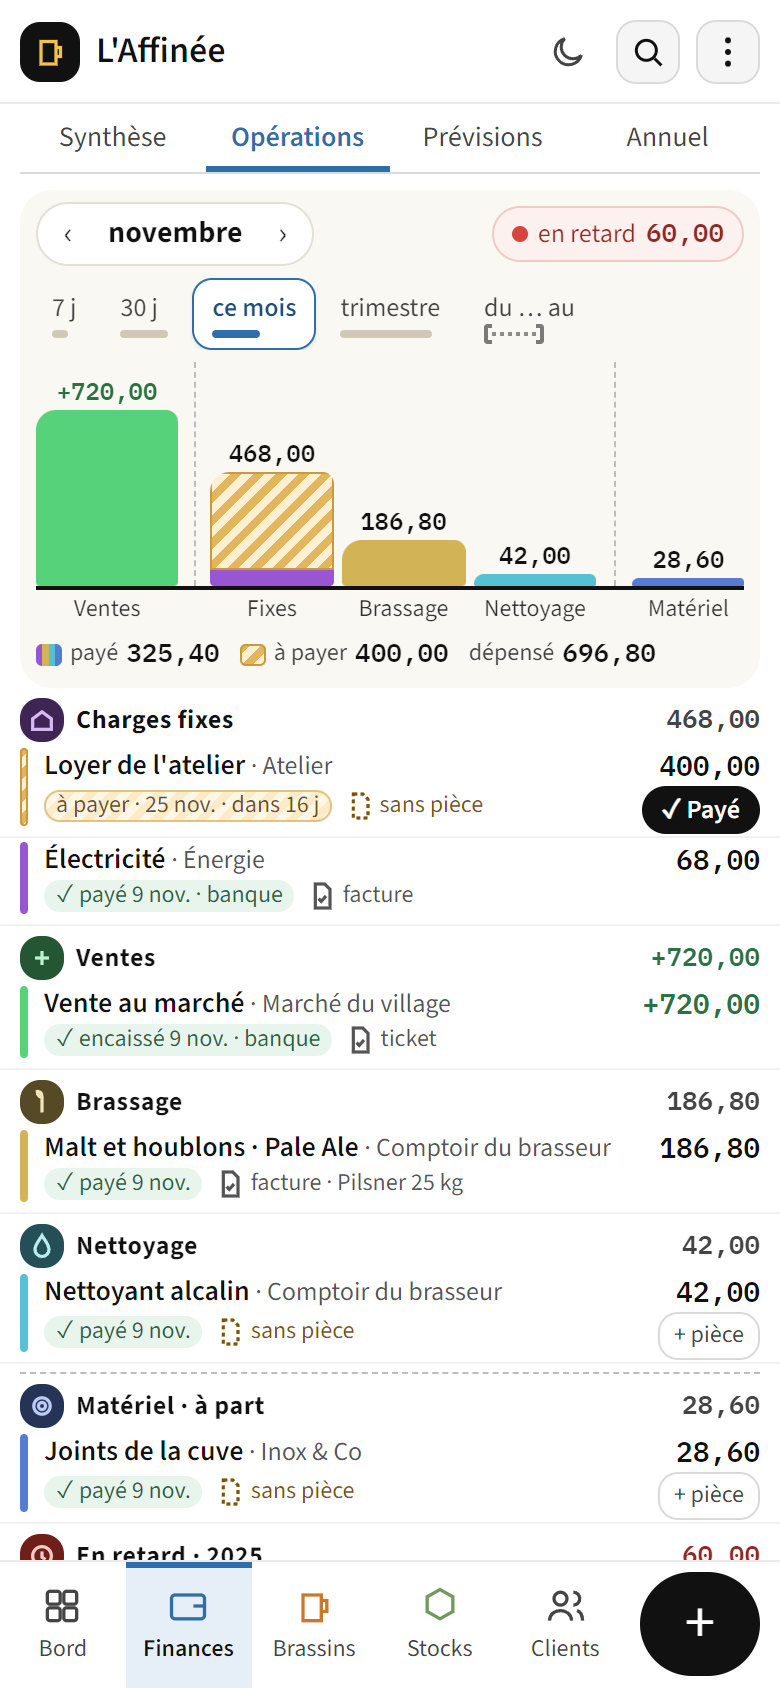 L'Affinée
Synthèse Opérations Prévisions Annuel
‹ novembre › en retard 60,00
7 j 30 j ce mois trimestre du … au
+720,00
468,00
186,80
42,00
28,60
Ventes Fixes Brassage Nettoyage Matériel
payé 325,40 à payer 400,00 dépensé 696,80
Charges fixes 468,00
Loyer de l'atelier · Atelier 400,00
à payer · 25 nov. · dans 16 j sans pièce ✓ Payé
Électricité · Énergie 68,00
✓ payé 9 nov. · banque facture
Ventes +720,00
Vente au marché · Marché du village +720,00
✓ encaissé 9 nov. · banque ticket
Brassage 186,80
Malt et houblons · Pale Ale · Comptoir du brasseur 186,80
✓ payé 9 nov. facture · Pilsner 25 kg
Nettoyage 42,00
Nettoyant alcalin · Comptoir du brasseur 42,00
✓ payé 9 nov. sans pièce + pièce
Matériel · à part 28,60
Joints de la cuve · Inox & Co 28,60
✓ payé 9 nov. sans pièce + pièce
En retard · 2025 60,00
Bord Finances Brassins Stocks Clients +